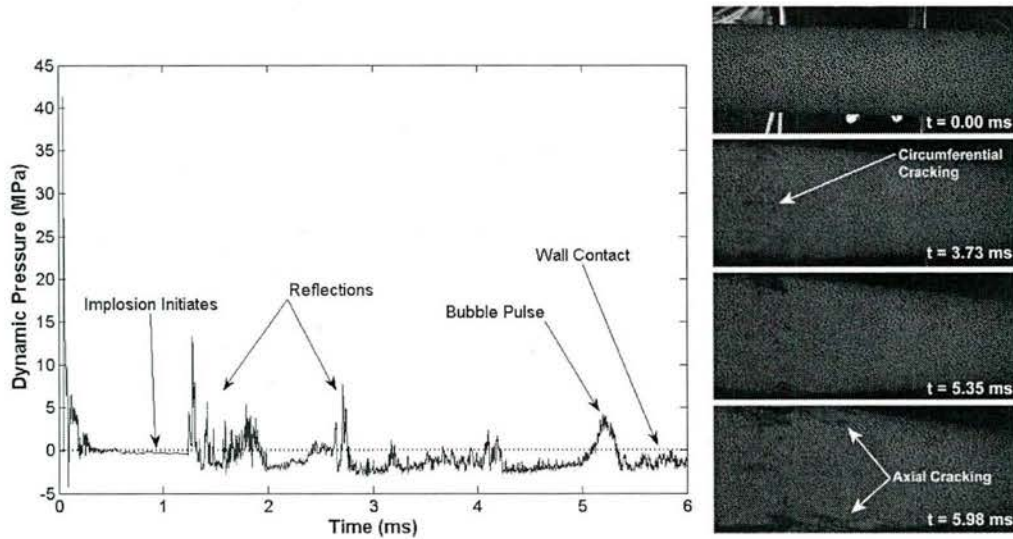 45
40
35
30
25
20
15
10
5
0
-5
0 1 2 3 4 5 6
Dynamic Pressure (MPa)
Time (ms)
Implosion Initiates
Reflections
Bubble Pulse
Wall Contact
t = 0.00 ms
Circumferential
Cracking
t = 3.73 ms
t = 5.35 ms
Axial Cracking
t = 5.98 ms